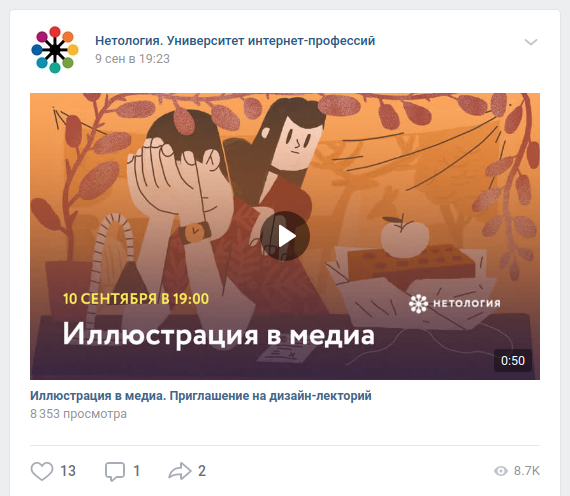 Нетология. Университет интернет-профессий
9 сен в 19:23
10 СЕНТЯБРЯ В 19:00
НЕТОЛОГИЯ
Иллюстрация в медиа
0:50
Иллюстрация в медиа. Приглашение на дизайн-лекторий
8 353 просмотра
13 1 2 8.7K